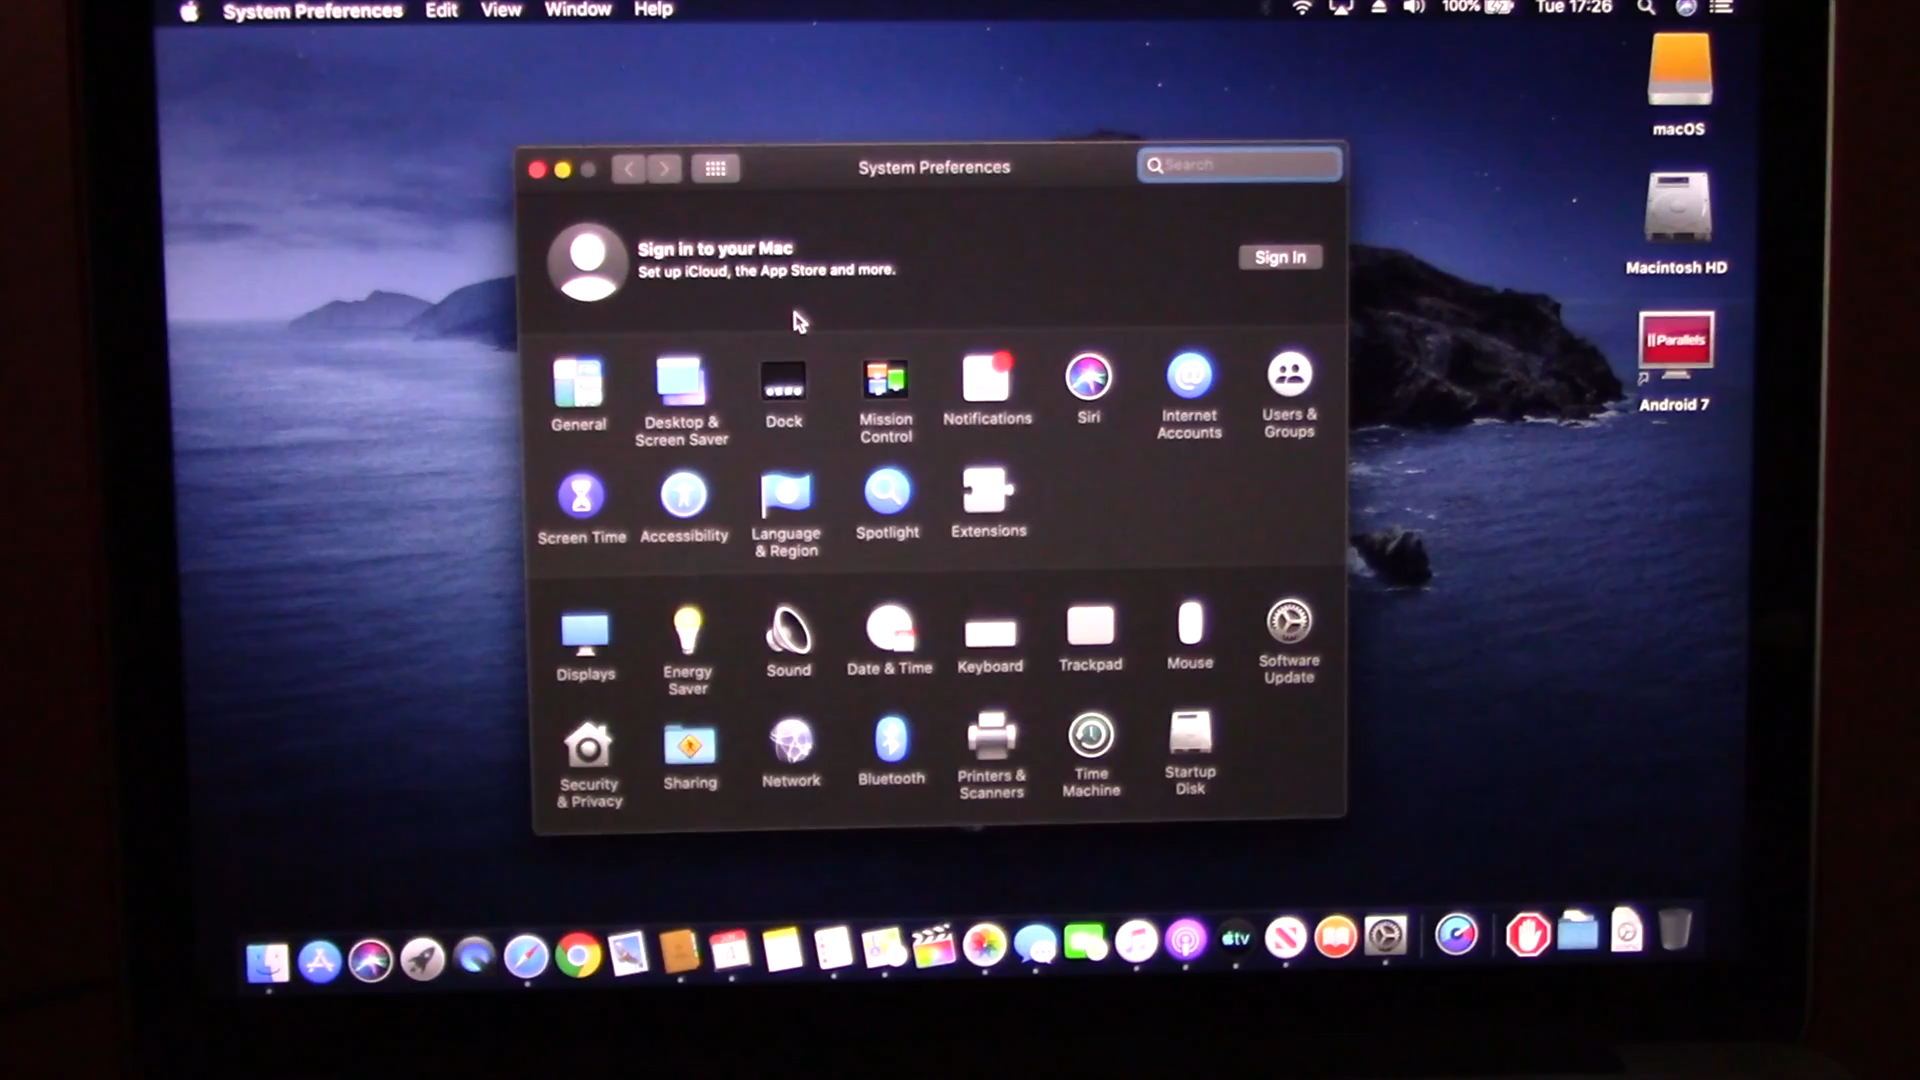 System Preferences Edit View Window Help
100% Tue 17:26
System Preferences
Search
Sign in to your Mac
Set up iCloud, the App Store and more.
Sign In
General
Desktop &
Screen Saver
Dock
Mission
Control
Notifications
Siri
Internet
Accounts
Users &
Groups
Screen Time
Accessibility
Language
& Region
Spotlight
Extensions
Displays
Energy
Saver
Sound
Date & Time
Keyboard
Trackpad
Mouse
Software
Update
Security
& Privacy
Sharing
Network
Bluetooth
Printers &
Scanners
Time
Machine
Startup
Disk
macOS
Macintosh HD
Parallels
Android 7
tv